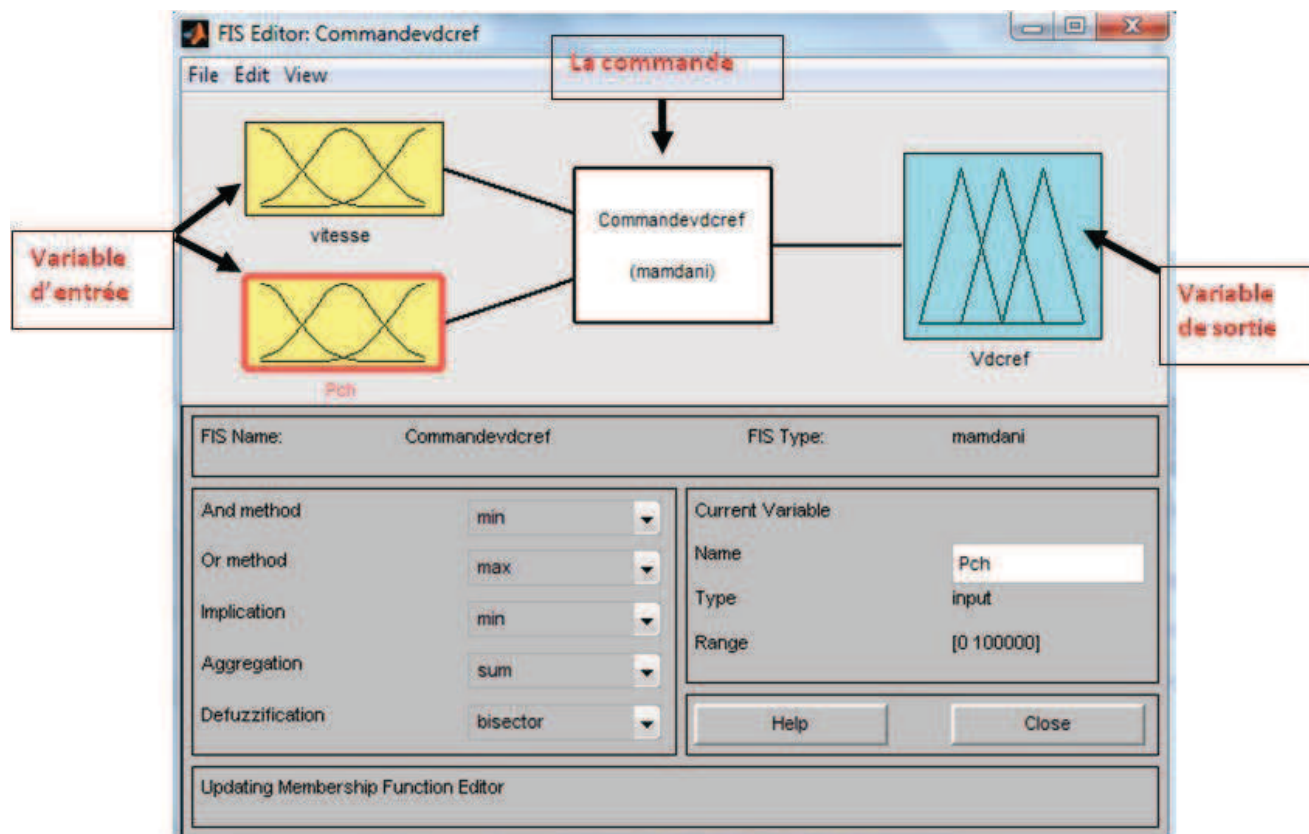 FIS Editor: Commandevdcref
La commande
File Edit View
vitesse
Variable
d'entrée
Pch
Commandevdcref
(mamdani)
Vdcref
Variable
de sortie
FIS Name: Commandevdcref FIS Type: mamdani
And method min
Or method max
Implication min
Aggregation sum
Defuzzification bisector
Current Variable
Name Pch
Type input
Range [0 100000]
Help Close
Updating Membership Function Editor